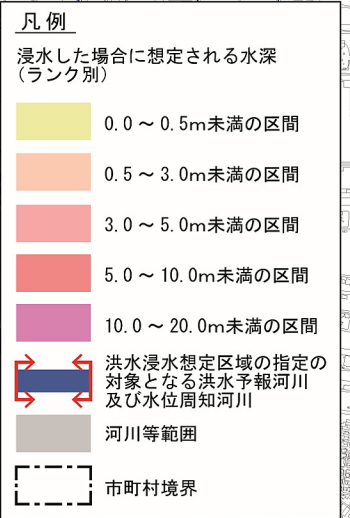 凡例
浸水した場合に想定される水深
(ランク別)
0.0～0.5m未満の区間
0.5～3.0m未満の区間
3.0～5.0m未満の区間
5.0～10.0m未満の区間
10.0～20.0m未満の区間
洪水浸水想定区域の指定の
対象となる洪水予報河川
及び水位周知河川
河川等範囲
市町村境界